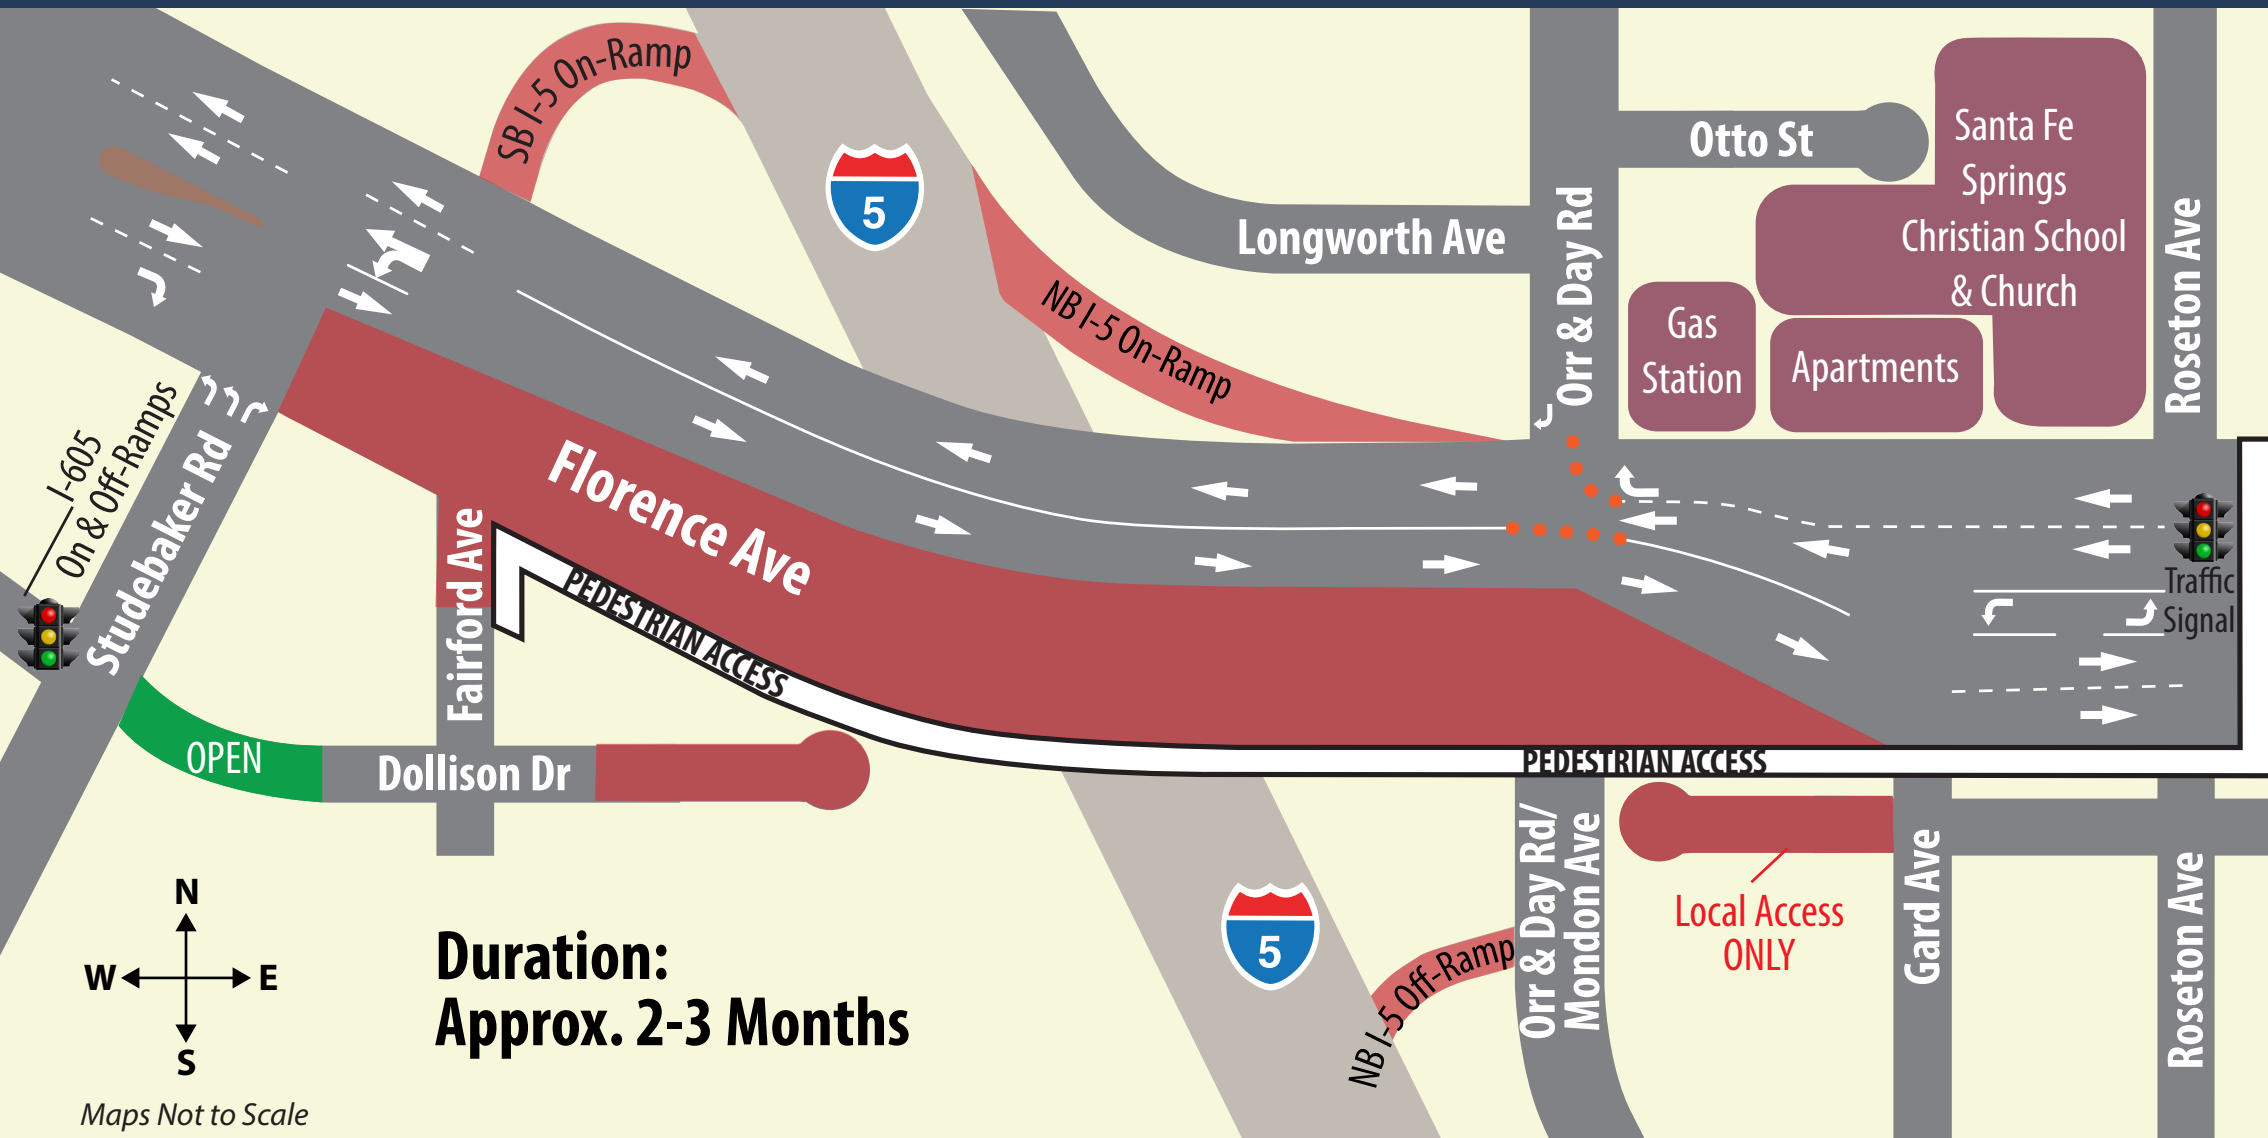 SB I-5 On-Ramp
5
Otto St
Santa Fe
Springs
Christian School
& Church
Longworth Ave
Orr & Day Rd
Roseton Ave
NB I-5 On-Ramp
Gas
Station
Apartments
I-605
On & Off-Ramps
Studebaker Rd
Florence Ave
Fairford Ave
PEDESTRIAN ACCESS
Traffic
Signal
OPEN
Dollison Dr
PEDESTRIAN ACCESS
Orr & Day Rd/
Mondon Ave
Local Access
ONLY
Gard Ave
Roseton Ave
5
NB I-5 Off-Ramp
N
W
E
S
Duration:
Approx. 2-3 Months
Maps Not to Scale